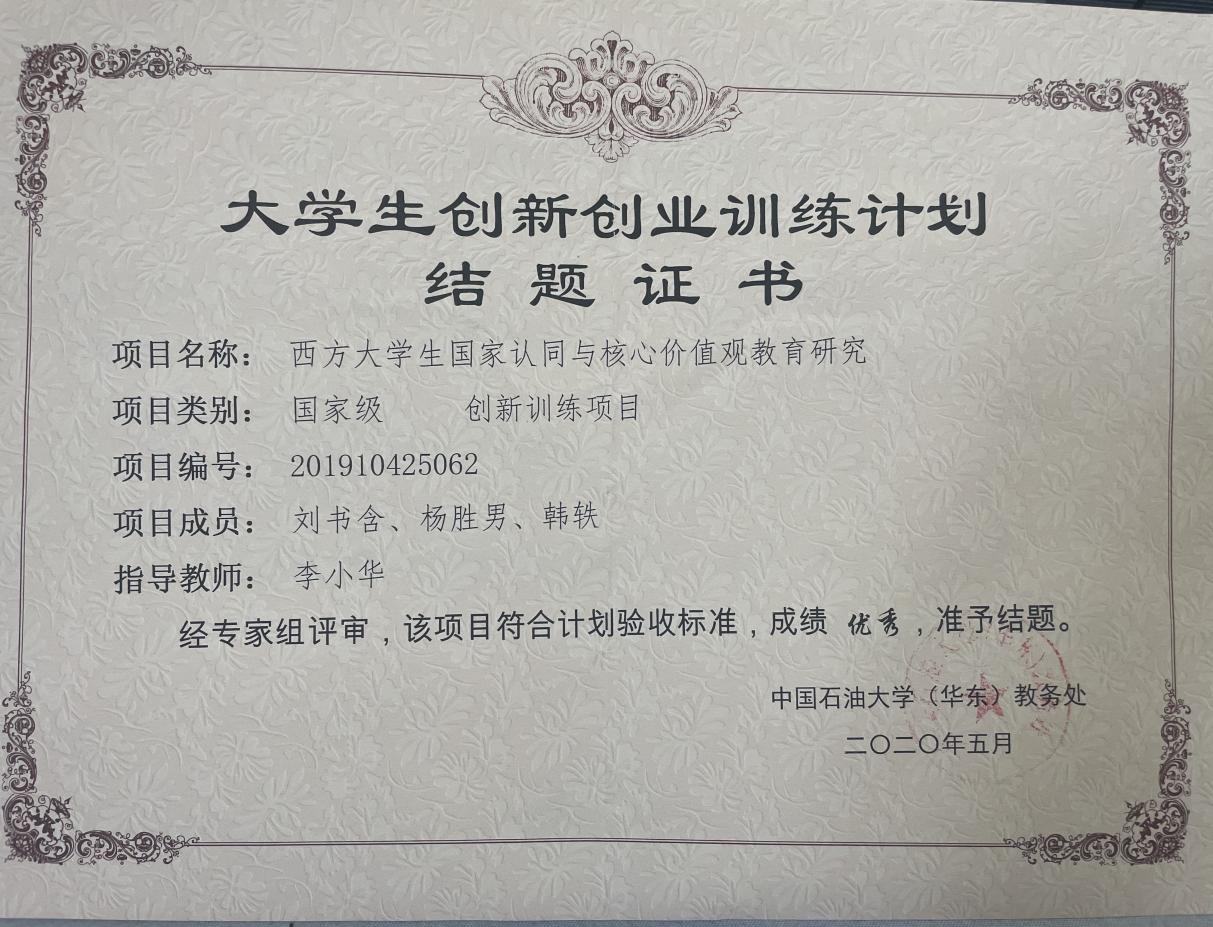 大学生创新创业训练计划
结题证书
项目名称： 西方大学生国家认同与核心价值观教育研究
项目类别： 国家级 创新训练项目
项目编号： 201910425062
项目成员： 刘书含、杨胜男、韩轶
指导教师： 李小华
经专家组评审，该项目符合计划验收标准，成绩 优秀，准予结题。
中国石油大学（华东）教务处
二〇二〇年五月